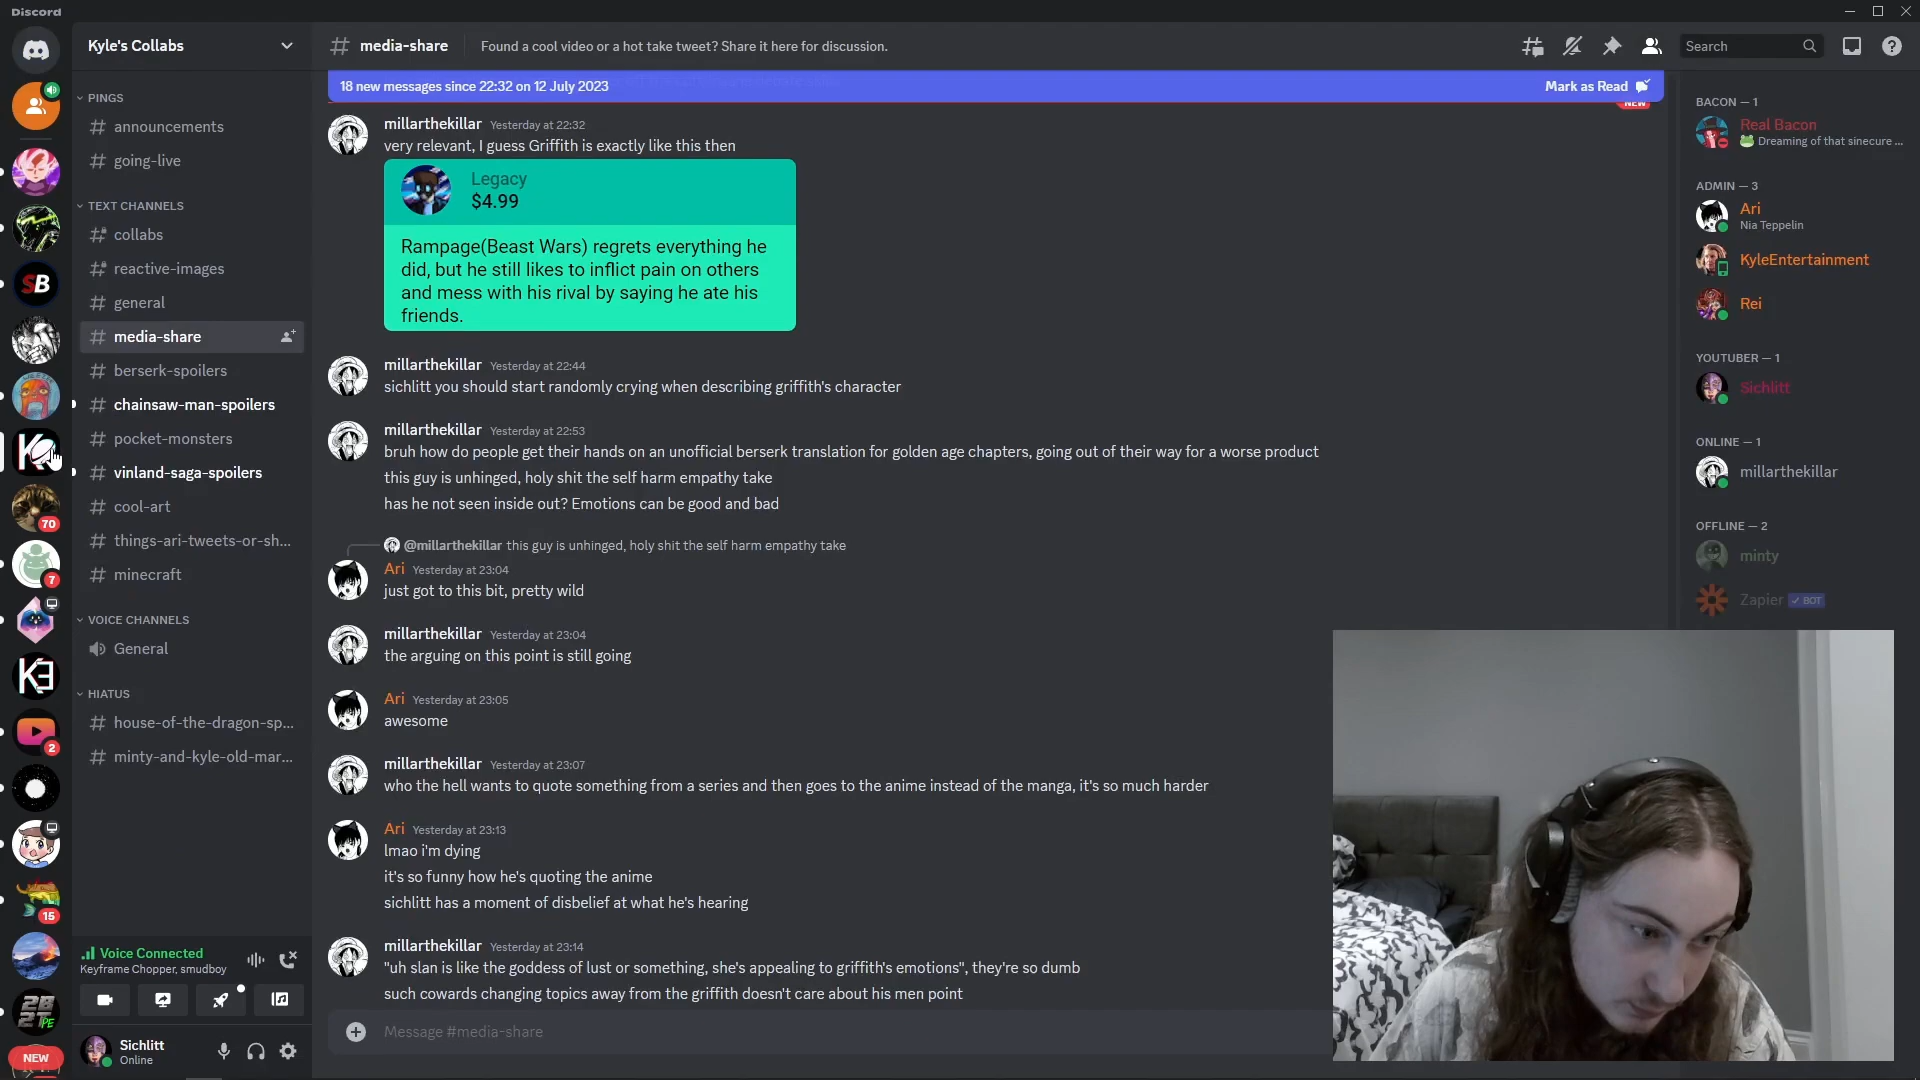 Discord
Kyle's Collabs
media-share
Found a cool video or a hot take tweet? Share it here for discussion.
Search
18 new messages since 22:32 on 12 July 2023
Mark as Read
NEW
PINGS
announcements
going-live
TEXT CHANNELS
collabs
reactive-images
general
media-share
berserk-spoilers
chainsaw-man-spoilers
pocket-monsters
vinland-saga-spoilers
cool-art
things-ari-tweets-or-sh...
minecraft
VOICE CHANNELS
General
HIATUS
house-of-the-dragon-sp...
minty-and-kyle-old-mar...
Voice Connected
Keyframe Chopper, smudboy
Sichlitt
Online
SB
K
70
7
K3
2
15
2B
2T
PE
NEW
millarthekillar Yesterday at 22:32
very relevant, I guess Griffith is exactly like this then
Legacy
$4.99
Rampage(Beast Wars) regrets everything he
did, but he still likes to inflict pain on others
and mess with his rival by saying he ate his
friends.
millarthekillar Yesterday at 22:44
sichlitt you should start randomly crying when describing griffith's character
millarthekillar Yesterday at 22:53
bruh how do people get their hands on an unofficial berserk translation for golden age chapters, going out of their way for a worse product
this guy is unhinged, holy shit the self harm empathy take
has he not seen inside out? Emotions can be good and bad
@millarthekillar this guy is unhinged, holy shit the self harm empathy take
Ari Yesterday at 23:04
just got to this bit, pretty wild
millarthekillar Yesterday at 23:04
the arguing on this point is still going
Ari Yesterday at 23:05
awesome
millarthekillar Yesterday at 23:07
who the hell wants to quote something from a series and then goes to the anime instead of the manga, it's so much harder
Ari Yesterday at 23:13
lmao i'm dying
it's so funny how he's quoting the anime
sichlitt has a moment of disbelief at what he's hearing
millarthekillar Yesterday at 23:14
"uh slan is like the goddess of lust or something, she's appealing to griffith's emotions", they're so dumb
such cowards changing topics away from the griffith doesn't care about his men point
Message #media-share
BACON — 1
Real Bacon
Dreaming of that sinecure ...
ADMIN — 3
Ari
Nia Teppelin
KyleEntertainment
Rei
YOUTUBER — 1
Sichlitt
ONLINE — 1
millarthekillar
OFFLINE — 2
minty
Zapier BOT